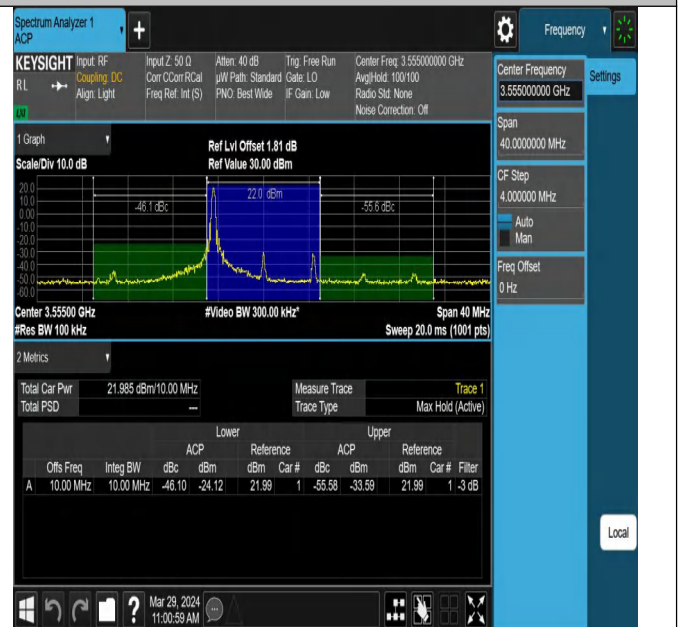 Spectrum Analyzer 1
ACP
+
Frequency
KEYSIGHT Input: RF Input Z: 50 Ω Atten: 40 dB Trig: Free Run Center Freq: 3.555000000 GHz
RL Coupling: DC Corr CCorr RCal µW Path: Standard Gate: LO Avg|Hold: 100/100
Align: Light Freq Ref: Int (S) PNO: Best Wide IF Gain: Low Radio Std: None
LXI Noise Correction: Off
Center Frequency
3.555000000 GHz
Settings
Span
40.0000000 MHz
CF Step
4.000000 MHz
Auto
Man
Freq Offset
0 Hz
Local
1 Graph
Ref Lvl Offset 1.81 dB
Scale/Div 10.0 dB Ref Value 30.00 dBm
20.0
10.0
0.00
-10.0
-20.0
-30.0
-40.0
-50.0
-60.0
-46.1 dBc 22.0 dBm -55.6 dBc
Center 3.55500 GHz #Video BW 300.00 kHz* Span 40 MHz
#Res BW 100 kHz Sweep 20.0 ms (1001 pts)
2 Metrics
Total Car Pwr 21.985 dBm/10.00 MHz Measure Trace Trace 1
Total PSD --- Trace Type Max Hold (Active)
Lower Upper
ACP Reference ACP Reference
Offs Freq Integ BW dBc dBm dBm Car # dBc dBm dBm Car # Filter
A 10.00 MHz 10.00 MHz -46.10 -24.12 21.99 1 -55.58 -33.59 21.99 1 -3 dB
? Mar 29, 2024
11:00:59 AM